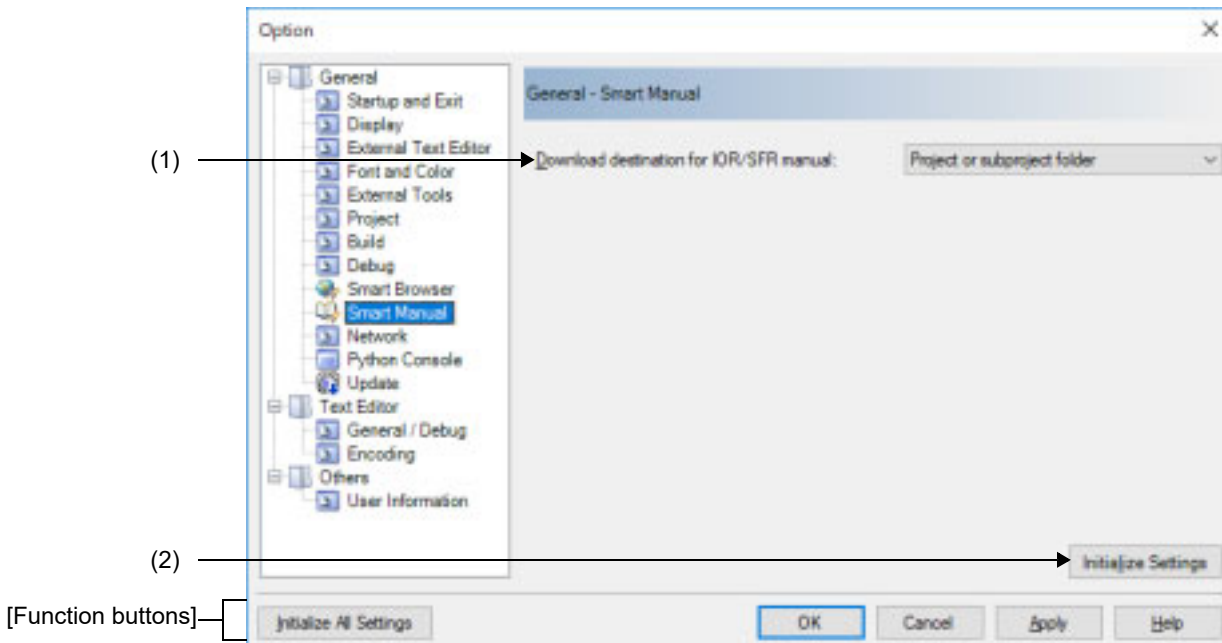 Option
General
Startup and Exit
Display
External Text Editor
Font and Color
External Tools
Project
Build
Debug
Smart Browser
Smart Manual
Network
Python Console
Update
Text Editor
General / Debug
Encoding
Others
User Information
General - Smart Manual
(1)
Download destination for IOR/SFR manual: Project or subproject folder
(2)
Initialize Settings
[Function buttons]
Initialize All Settings OK Cancel Apply Help